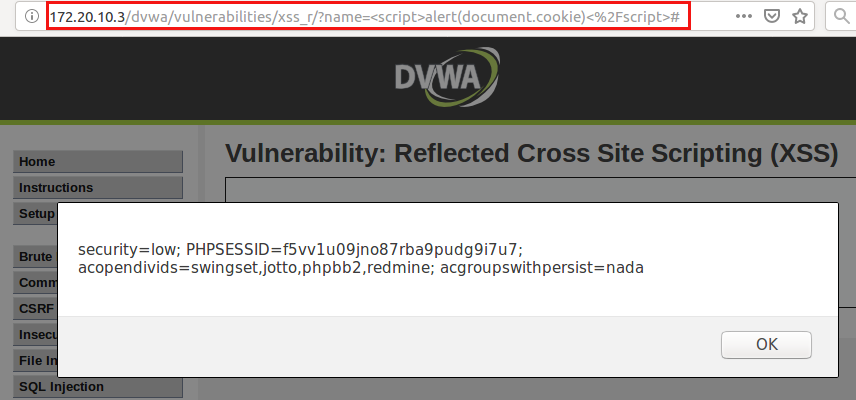 172.20.10.3/dvwa/vulnerabilities/xss_r/?name=<script>alert(document.cookie)<%2Fscript>#
DVWA
Home
Instructions
Setup
Vulnerability: Reflected Cross Site Scripting (XSS)
security=low; PHPSESSID=f5vv1u09jno87rba9pudg9i7u7;
acopendivids=swingset,jotto,phpbb2,redmine; acgroupswithpersist=nada
OK
Brute
Comm
CSRF
Insecu
File In
SQL Injection